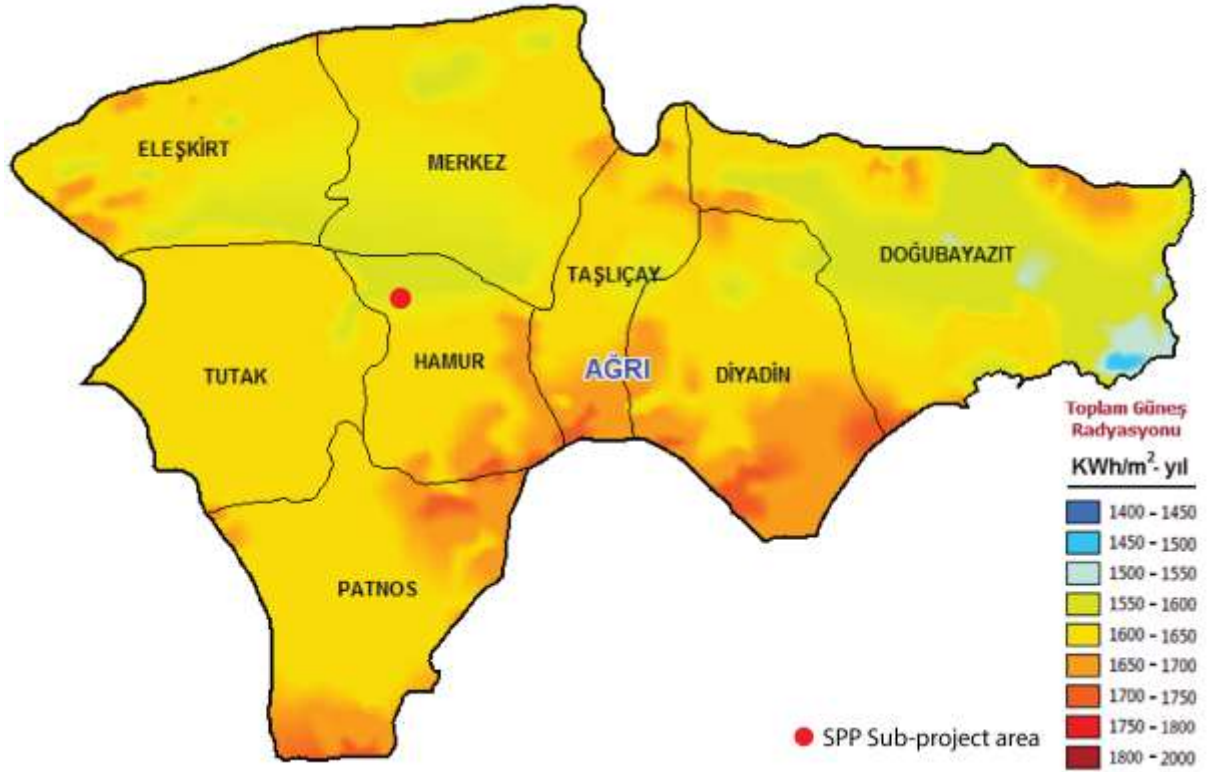 ELEŞKİRT
MERKEZ
DOĞUBAYAZIT
TAŞLIÇAY
TUTAK
HAMUR
AĞRI
DİYADİN
PATNOS
Toplam Güneş
Radyasyonu
KWh/m²- yıl
1400 - 1450
1450 - 1500
1500 - 1550
1550 - 1600
1600 - 1650
1650 - 1700
1700 - 1750
1750 - 1800
1800 - 2000
SPP Sub-project area